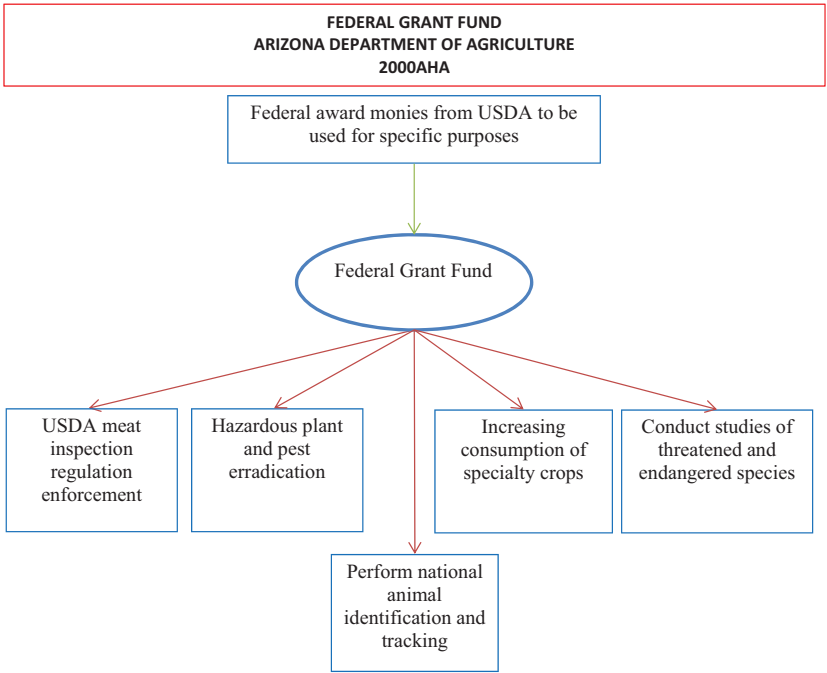 FEDERAL GRANT FUND
ARIZONA DEPARTMENT OF AGRICULTURE
2000AHA
Federal award monies from USDA to be
used for specific purposes
Federal Grant Fund
USDA meat
inspection
regulation
enforcement
Hazardous plant
and pest
erradication
Increasing
consumption of
specialty crops
Conduct studies of
threatened and
endangered species
Perform national
animal
identification and
tracking